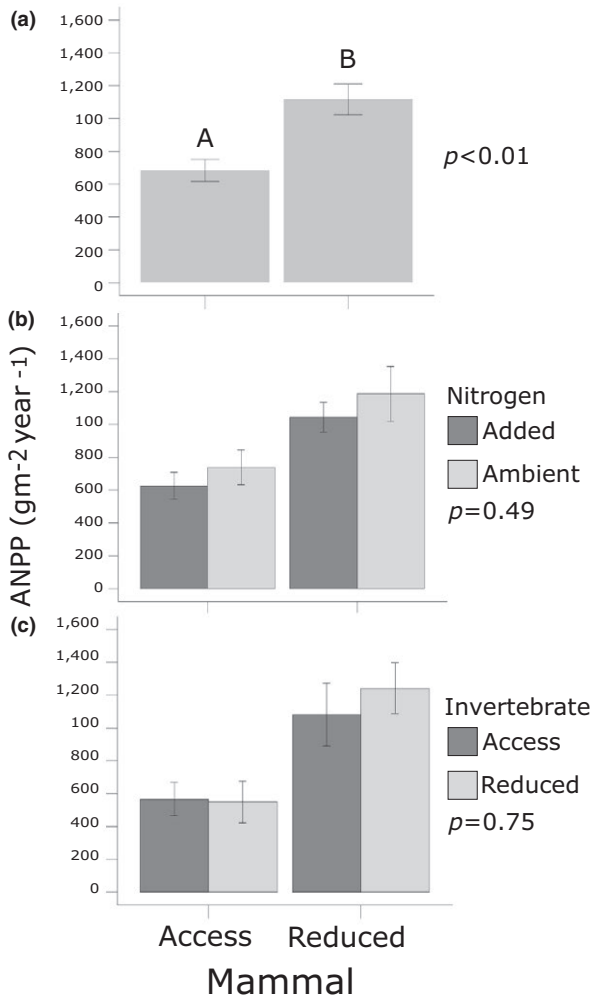 (a)
1,600
1,400
1,200
100
800
600
400
200
0
A
B
p<0.01
(b)
1,600
1,400
1,200
100
800
600
400
200
0
Nitrogen
Added
Ambient
p=0.49
ANPP (gm-2 year -1)
(c)
1,600
1,400
1,200
100
800
600
400
200
0
Invertebrate
Access
Reduced
p=0.75
Access Reduced
Mammal